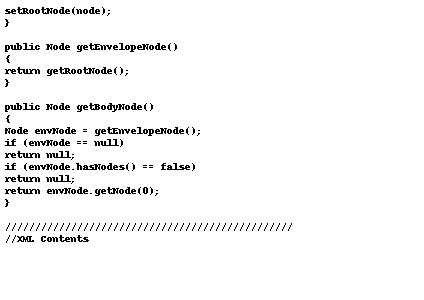 setRootNode(node);
}
public Node getEnvelopeNode()
{
return getRootNode();
}
public Node getBodyNode()
{
Node envNode = getEnvelopeNode();
if (envNode == null)
return null;
if (envNode.hasNodes() == false)
return null;
return envNode.getNode(0);
}
////////////////////////////////////////////////
//XML Contents